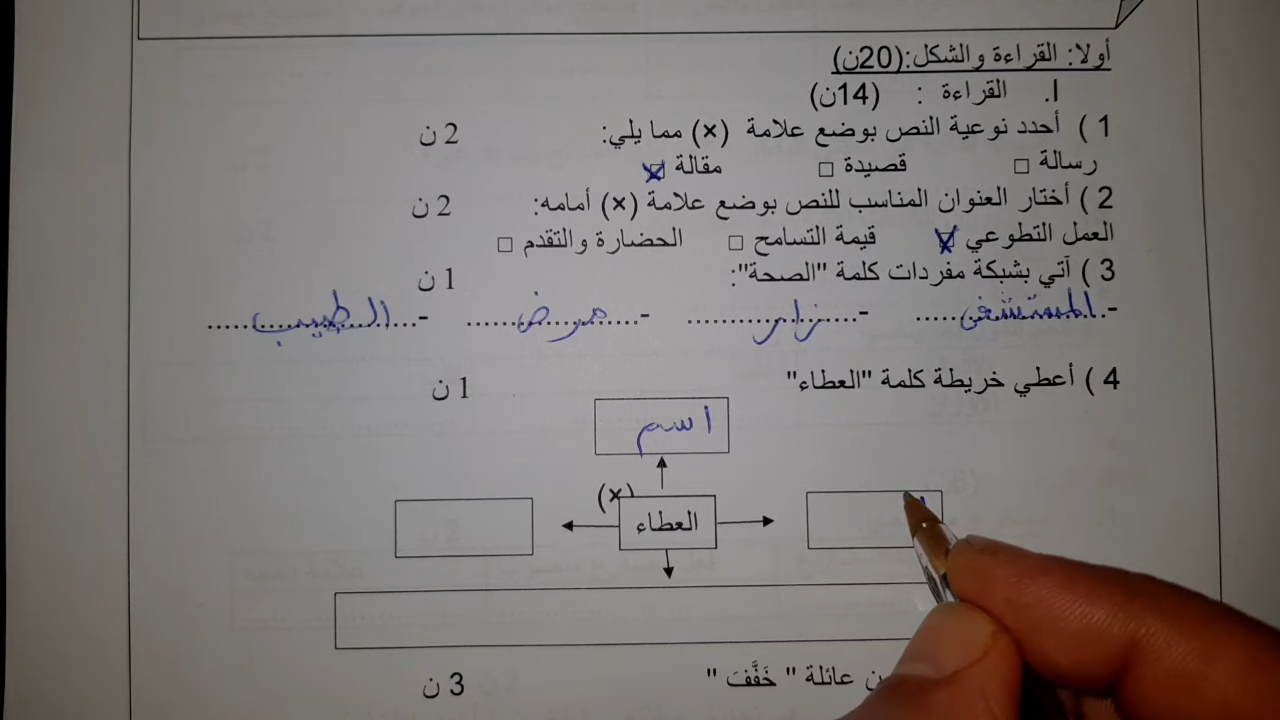 أولا: القراءة والشكل:(20ن)
I. القراءة : (14ن)
1 ) أحدد نوعية النص بوضع علامة (×) مما يلي: 2 ن
رسالة □ قصيدة □ مقالة ☒
2 ) أختار العنوان المناسب للنص بوضع علامة (×) أمامه: 2 ن
العمل التطوعي ☒ قيمة التسامح □ الحضارة والتقدم □
3 ) آتي بشبكة مفردات كلمة "الصحة": 1 ن
-المستشفى -زار -مرض -الطبيب
4 ) أعطي خريطة كلمة "العطاء" 1 ن
اسم
(×)
العطاء
عائلة " خَفَّفَ " 3 ن